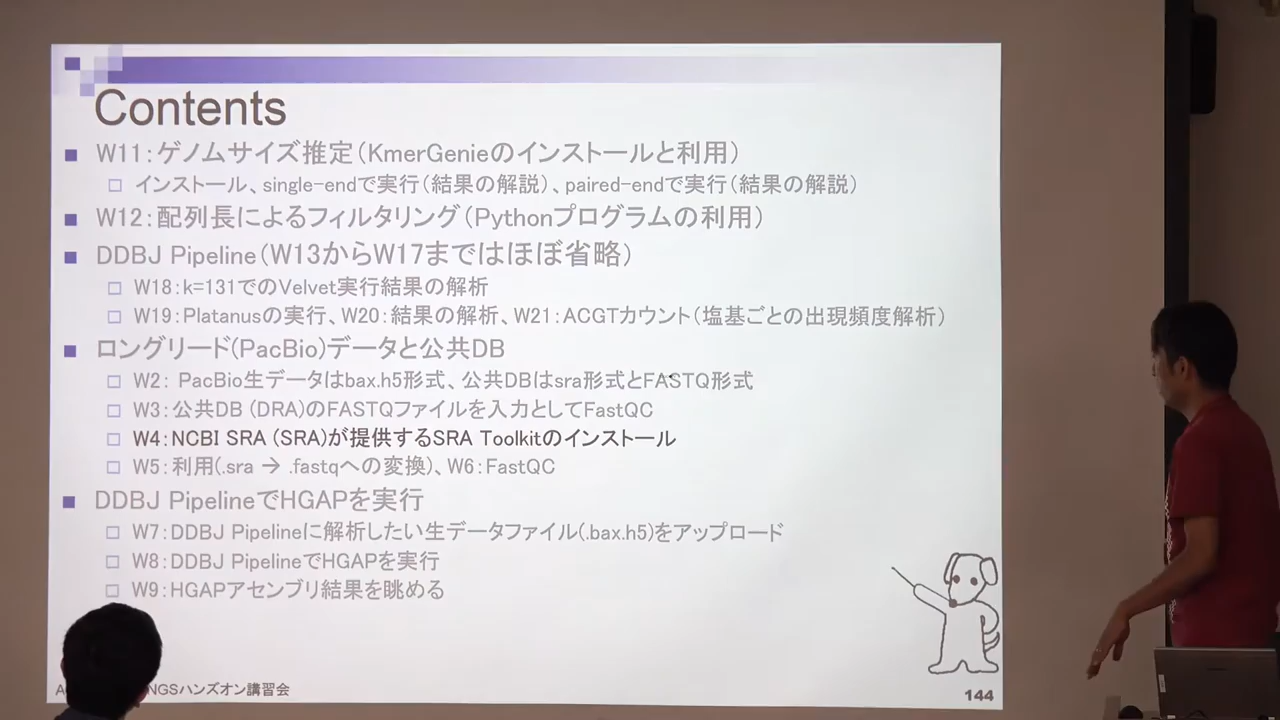 Contents
W11：ゲノムサイズ推定（KmerGenieのインストールと利用）
インストール、single-endで実行（結果の解説）、paired-endで実行（結果の解説）
W12：配列長によるフィルタリング（Pythonプログラムの利用）
DDBJ Pipeline（W13からW17まではほぼ省略）
W18：k=131でのVelvet実行結果の解析
W19：Platanusの実行、W20：結果の解析、W21：ACGTカウント（塩基ごとの出現頻度解析）
ロングリード(PacBio)データと公共DB
W2： PacBio生データはbax.h5形式、公共DBはsra形式とFASTQ形式
W3：公共DB (DRA)のFASTQファイルを入力としてFastQC
W4：NCBI SRA (SRA)が提供するSRA Toolkitのインストール
W5：利用(.sra → .fastqへの変換)、W6：FastQC
DDBJ PipelineでHGAPを実行
W7：DDBJ Pipelineに解析したい生データファイル(.bax.h5)をアップロード
W8：DDBJ PipelineでHGAPを実行
W9：HGAPアセンブリ結果を眺める
NGSハンズオン講習会
144